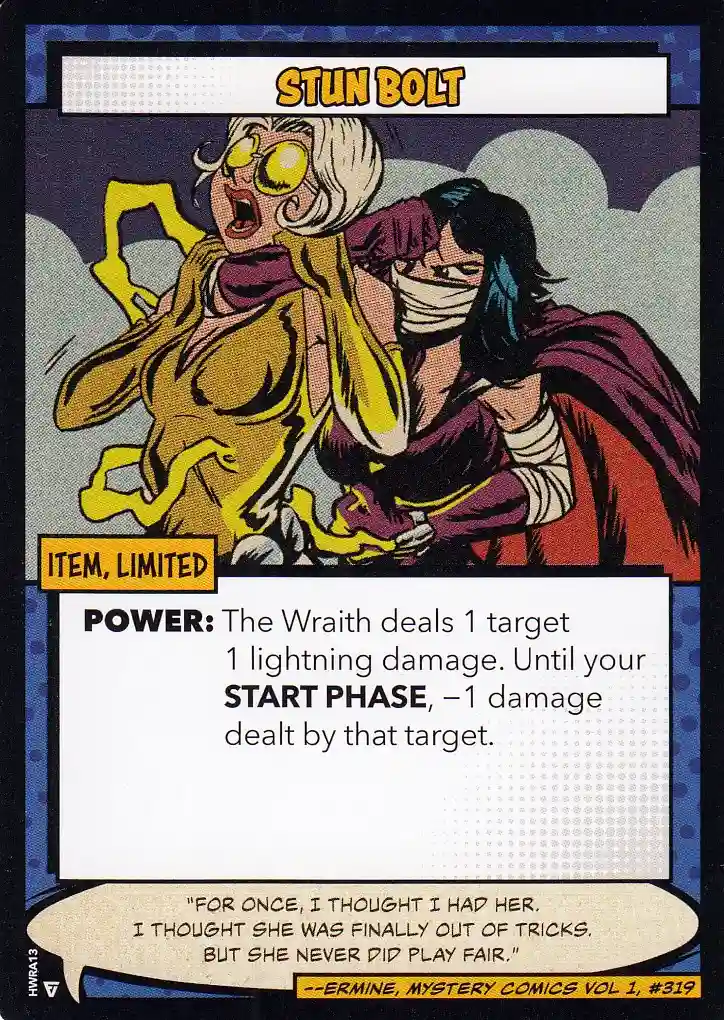 STUN BOLT
ITEM, LIMITED
POWER: The Wraith deals 1 target
1 lightning damage. Until your
START PHASE, −1 damage
dealt by that target.
"FOR ONCE, I THOUGHT I HAD HER.
I THOUGHT SHE WAS FINALLY OUT OF TRICKS.
BUT SHE NEVER DID PLAY FAIR."
--ERMINE, MYSTERY COMICS VOL 1, #319
HWRA13